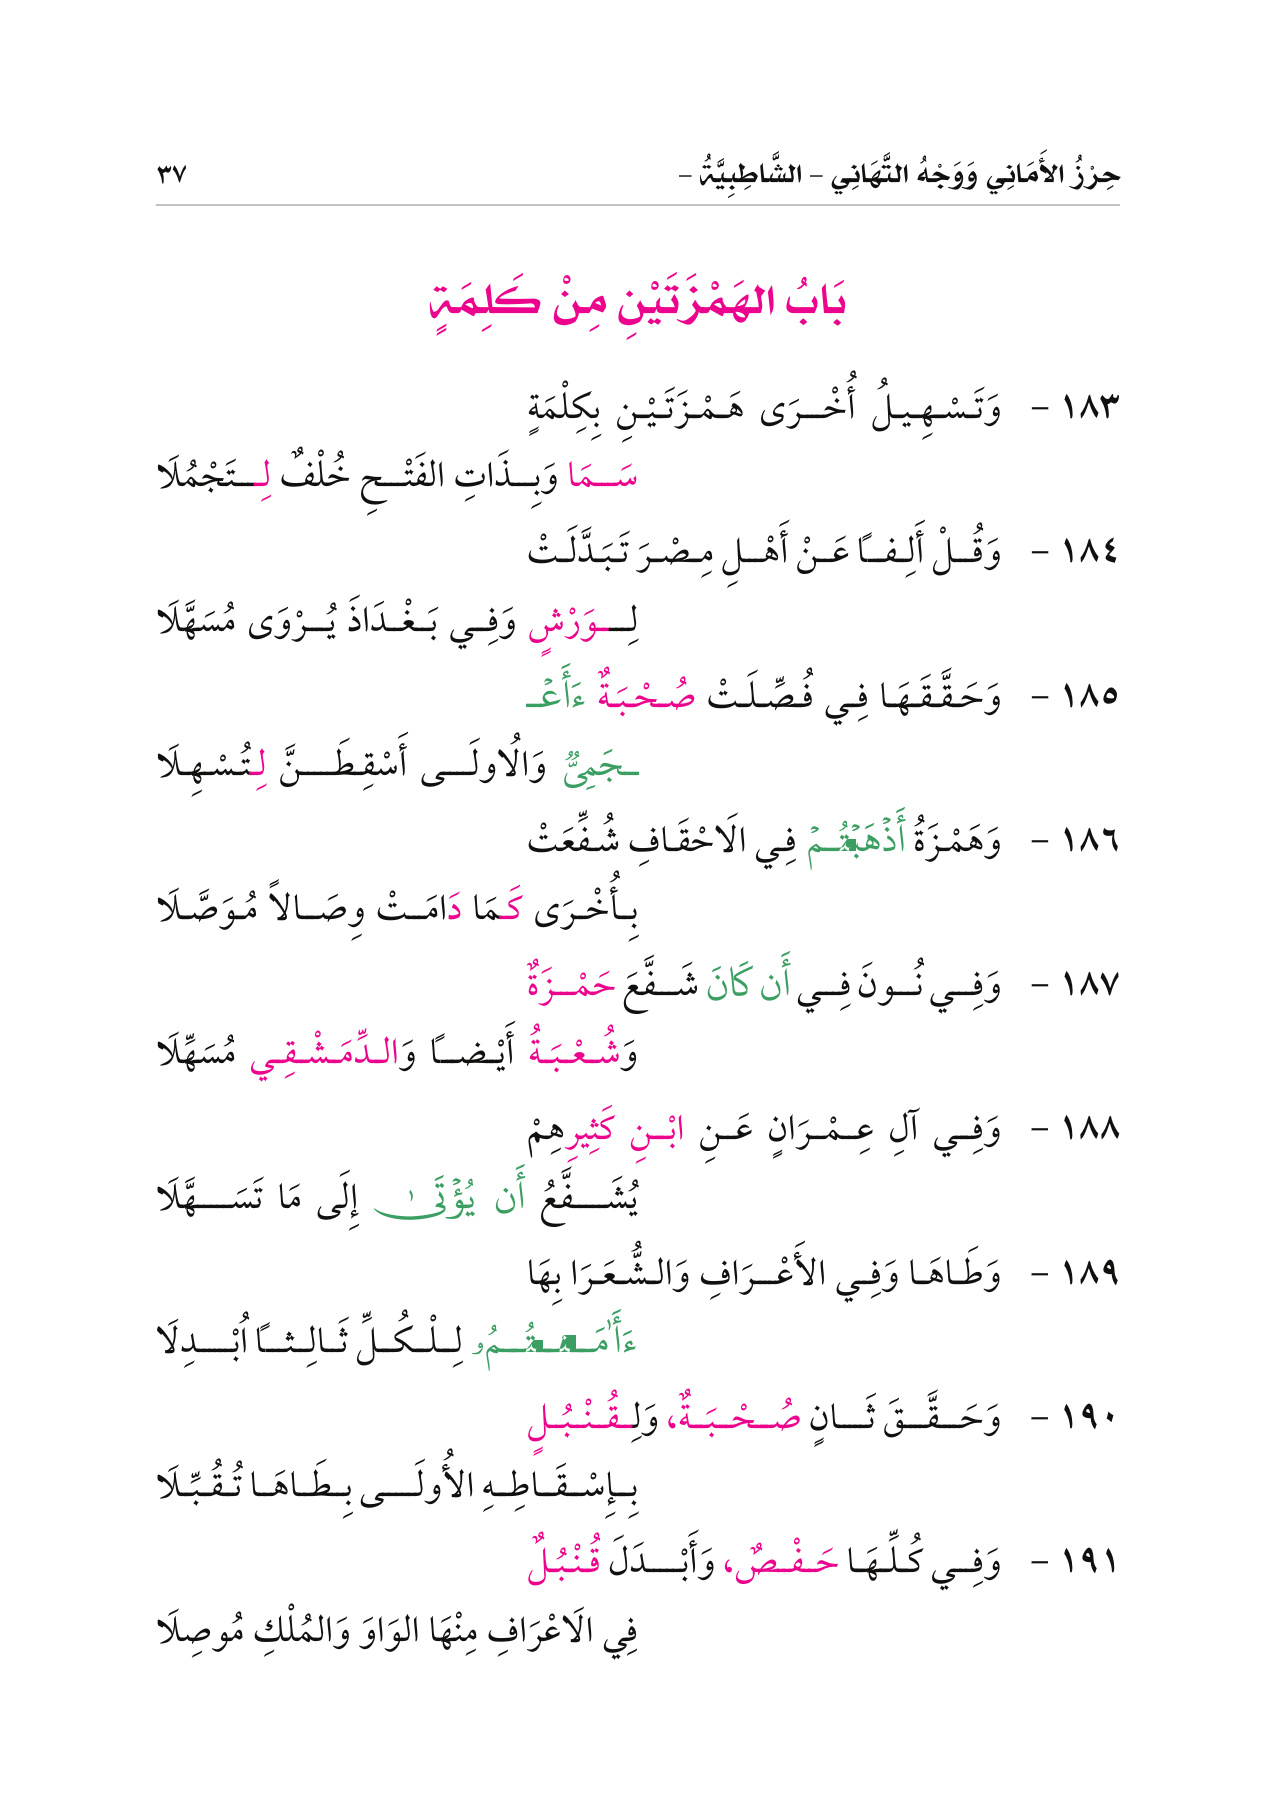 حِرْزُ الأَمَانِي وَوَجْهُ التَّهَانِي – الشَّاطِبِيَّةُ – ٣٧
بَابُ الهَمْزَتَيْنِ مِنْ كَلِمَةٍ
١٨٣ – وَتَسْهِيلُ أُخْرَى هَمْزَتَيْنِ بِكِلْمَةٍ
سَمَا وَبِذَاتِ الفَتْحِ خُلْفٌ لِتَجْمُلَا
١٨٤ – وَقُلْ أَلِفًا عَنْ أَهْلِ مِصْرَ تَبَدَّلَتْ
لِوَرْشٍ وَفِي بَغْدَاذَ يُرْوَى مُسَهَّلَا
١٨٥ – وَحَقَّقَهَا فِي فُصِّلَتْ صُحْبَةٌ ءَأَعْـ
ـجَمِيٌّ وَالُاولَى أَسْقِطَنَّ لِتُسْهِلَا
١٨٦ – وَهَمْزَةُ أَذْهَبْتُمْ فِي الَاحْقَافِ شُفِّعَتْ
بِأُخْرَى كَمَا دَامَتْ وِصَالاً مُوَصَّلَا
١٨٧ – وَفِي نُونَ فِي أَن كَانَ شَفَّعَ حَمْزَةٌ
وَشُعْبَةُ أَيْضًا وَالدِّمَشْقِي مُسَهِّلَا
١٨٨ – وَفِي آلِ عِمْرَانٍ عَنِ ابْنِ كَثِيرِهِمْ
يُشَفَّعُ أَن يُؤْتَىٰ إِلَى مَا تَسَهَّلَا
١٨٩ – وَطَاهَا وَفِي الأَعْرَافِ وَالشُّعَرَا بِهَا
ءَأَٰمَنتُمُۥ لِلْكُلِّ ثَالِثًا اُبْدِلَا
١٩٠ – وَحَقَّقَ ثَانٍ صُحْبَةٌ، وَلِقُنْبُلٍ
بِإِسْقَاطِهِ الأُولَى بِطَاهَا تُقُبِّلَا
١٩١ – وَفِي كُلِّهَا حَفْصٌ، وَأَبْدَلَ قُنْبُلٌ
فِي الَاعْرَافِ مِنْهَا الوَاوَ وَالمُلْكِ مُوصِلَا